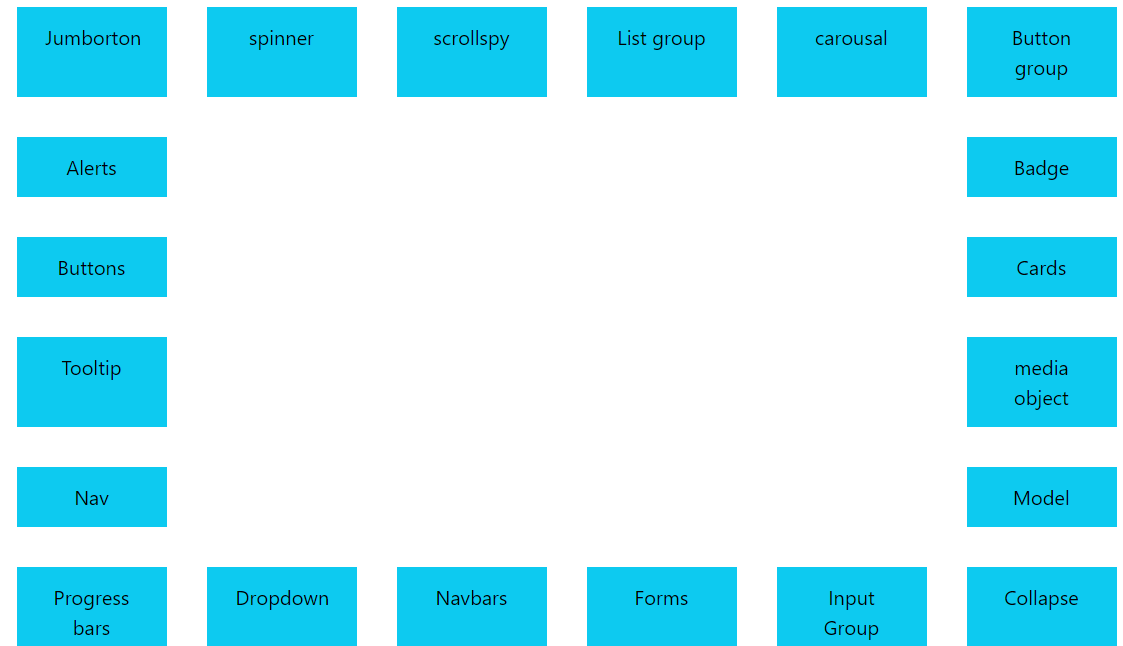 Jumborton
spinner
scrollspy
List group
carousal
Button
group
Alerts
Badge
Buttons
Cards
Tooltip
media
object
Nav
Model
Progress
bars
Dropdown
Navbars
Forms
Input
Group
Collapse